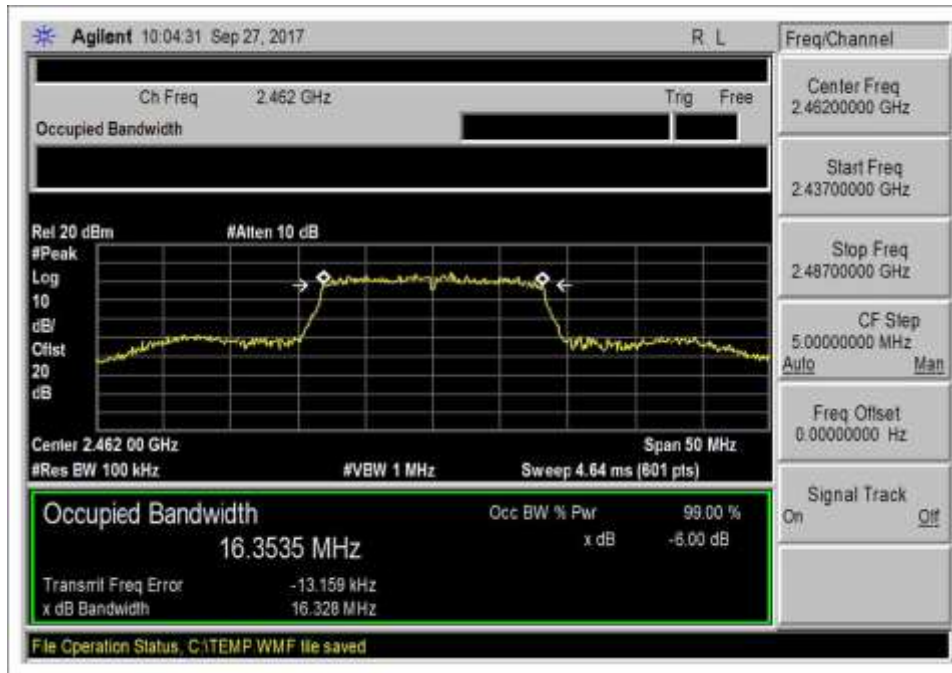 Agilent 10:04:31 Sep 27, 2017 R L
Freq/Channel
Ch Freq 2.462 GHz Trig Free
Occupied Bandwidth
Center Freq
2.46200000 GHz
Start Freq
2.43700000 GHz
Stop Freq
2.48700000 GHz
CF Step
5.00000000 MHz
Auto Man
Freq Offset
0.00000000 Hz
Signal Track
On Off
Ref 20 dBm #Atten 10 dB
#Peak
Log
10
dB/
Offst
20
dB
Center 2.462 00 GHz Span 50 MHz
#Res BW 100 kHz #VBW 1 MHz Sweep 4.64 ms (601 pts)
Occupied Bandwidth Occ BW % Pwr 99.00 %
16.3535 MHz x dB -6.00 dB
Transmit Freq Error -13.159 kHz
x dB Bandwidth 16.328 MHz
File Operation Status, C:\TEMP.WMF file saved